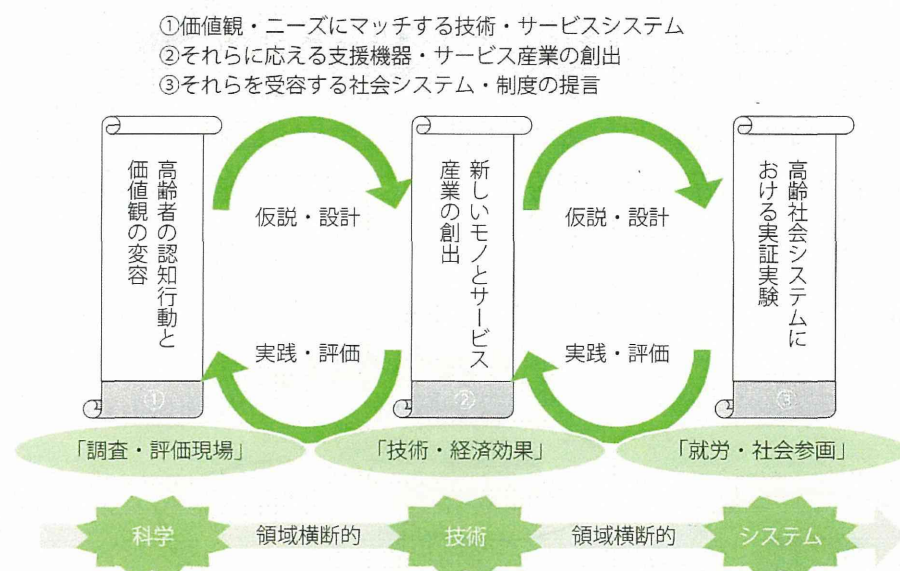 ①価値観・ニーズにマッチする技術・サービスシステム
②それらに応える支援機器・サービス産業の創出
③それらを受容する社会システム・制度の提言
高齢者の認知行動と
価値観の変容
①
仮説・設計
実践・評価
新しいモノとサービス
産業の創出
②
仮説・設計
実践・評価
高齢社会システムに
おける実証実験
③
「調査・評価現場」
「技術・経済効果」
「就労・社会参画」
科学
領域横断的
技術
領域横断的
システム